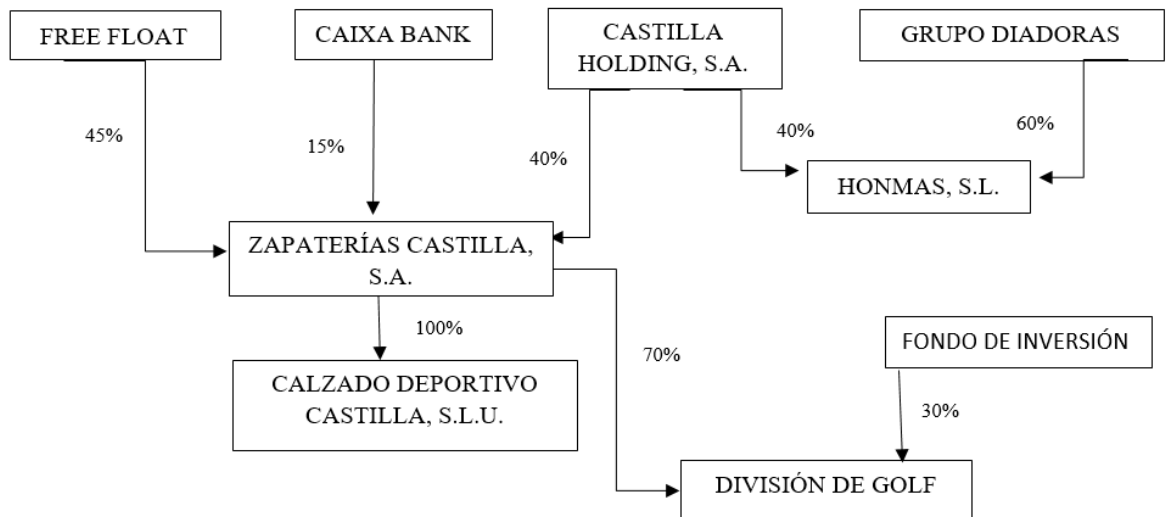 FREE FLOAT
CAIXA BANK
CASTILLA
HOLDING, S.A.
GRUPO DIADORAS
45%
15%
40%
40%
60%
HONMAS, S.L.
ZAPATERÍAS CASTILLA,
S.A.
100%
70%
FONDO DE INVERSIÓN
CALZADO DEPORTIVO
CASTILLA, S.L.U.
30%
DIVISIÓN DE GOLF